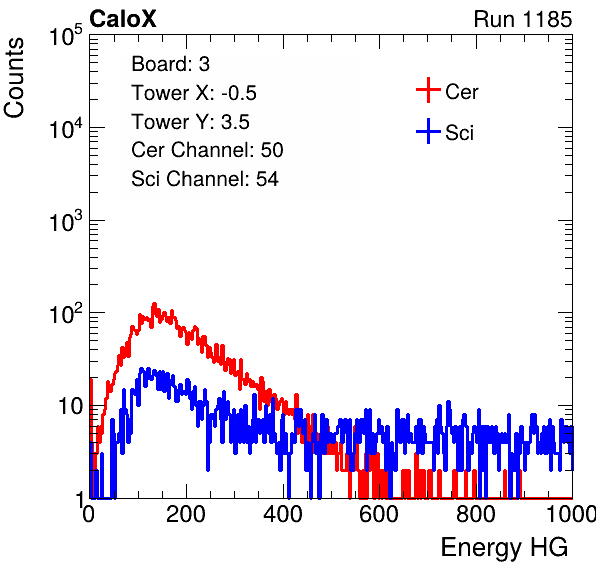 CaloX Run 1185
Counts
10^5
10^4
10^3
10^2
10
1
Board: 3
Tower X: -0.5
Tower Y: 3.5
Cer Channel: 50
Sci Channel: 54
Cer
Sci
0 200 400 600 800 1000
Energy HG